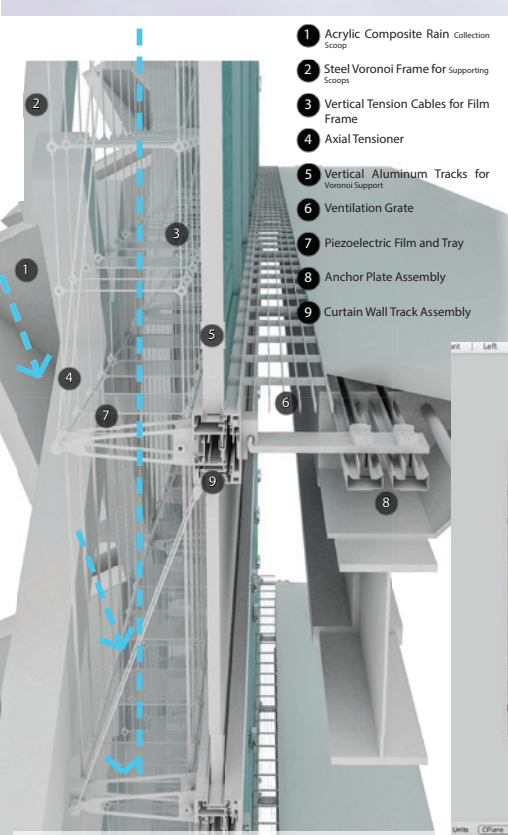 1 Acrylic Composite Rain Collection
Scoop
2 Steel Voronoi Frame for Supporting
Scoops
3 Vertical Tension Cables for Film
Frame
4 Axial Tensioner
5 Vertical Aluminum Tracks for
Voronoi Support
6 Ventilation Grate
7 Piezoelectric Film and Tray
8 Anchor Plate Assembly
9 Curtain Wall Track Assembly
2
3
1
5
4
6
7
9
8
Left
Units CPlane